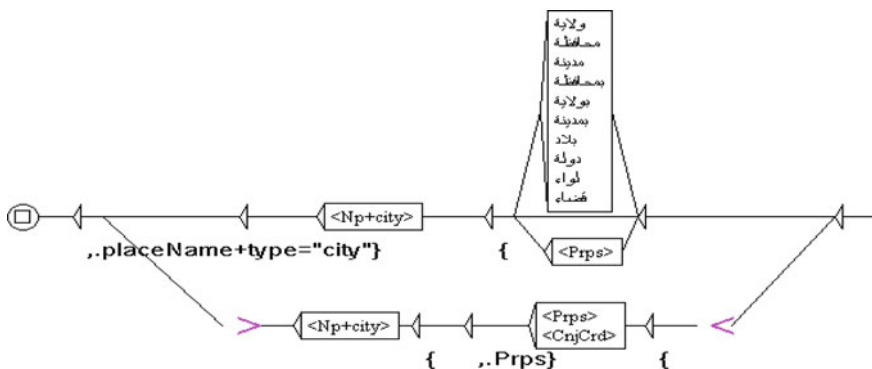 ولاية
محافظة
مدينة
بمحافظة
بولاية
بمدينة
بلاد
دولة
لواء
قضاء
<Np+city>
<Prps>
,.placeName+type="city"} {
<Np+city>
<Prps>
<CnjCrd>
{ ,.Prps} {